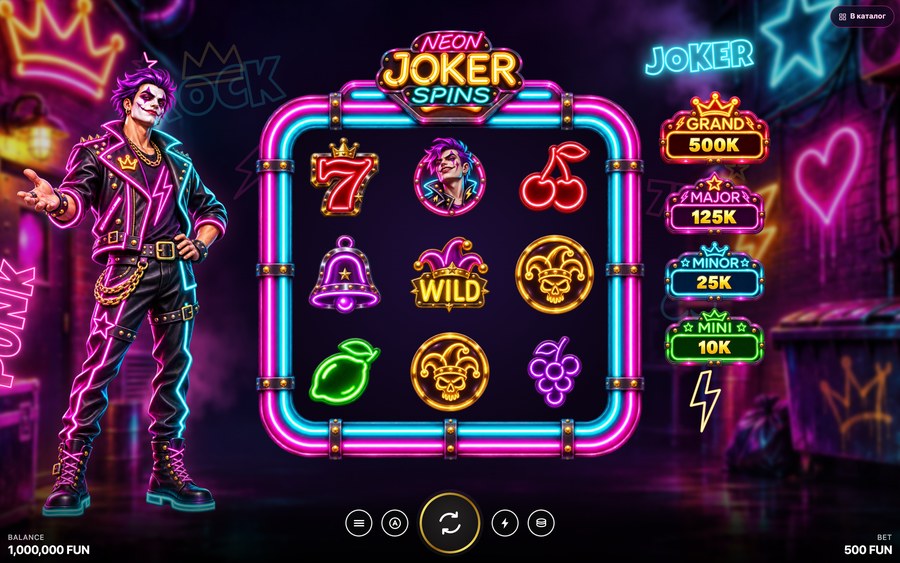 В каталог
NEON
JOKER
SPINS
JOKER
ROCK
GRAND
500K
7
MAJOR
125K
MINOR
25K
WILD
MINI
10K
PUNK
A
BALANCE
1,000,000 FUN
BET
500 FUN